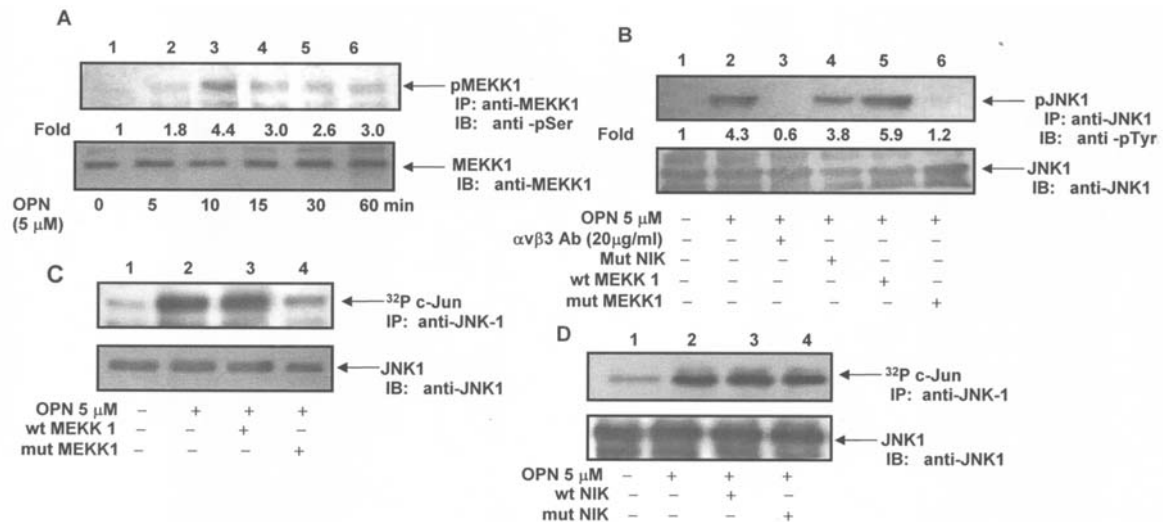 A
1 2 3 4 5 6
pMEKK1
IP: anti-MEKK1
IB: anti -pSer
Fold 1 1.8 4.4 3.0 2.6 3.0
MEKK1
IB: anti-MEKK1
OPN 0 5 10 15 30 60 min
(5 μM)
B
1 2 3 4 5 6
pJNK1
IP: anti-JNK1
IB: anti -pTyr
Fold 1 4.3 0.6 3.8 5.9 1.2
JNK1
IB: anti-JNK1
OPN 5 μM – + + + + +
αvβ3 Ab (20μg/ml) – – + – – –
Mut NIK – – – + – –
wt MEKK 1 – – – – + –
mut MEKK1 – – – – – +
C
1 2 3 4
32P c-Jun
IP: anti-JNK-1
JNK1
IB: anti-JNK1
OPN 5 μM – + + +
wt MEKK 1 – – + –
mut MEKK1 – – – +
D
1 2 3 4
32P c-Jun
IP: anti-JNK-1
JNK1
IB: anti-JNK1
OPN 5 μM – + + +
wt NIK – – + –
mut NIK – – – +